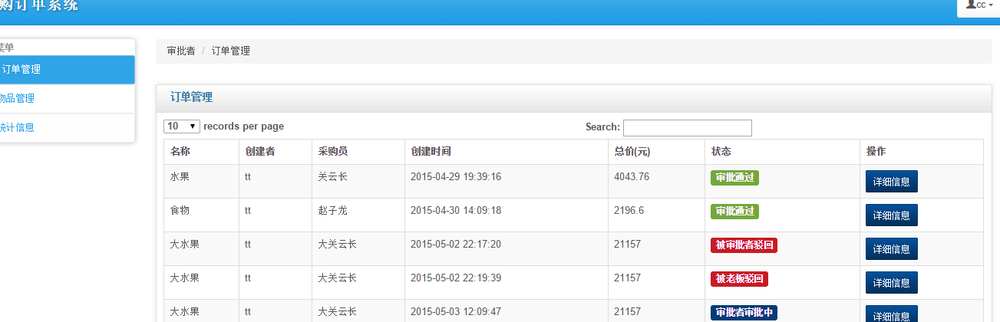 购订单系统
cc
菜单
订单管理
物品管理
统计信息
审批者 / 订单管理
订单管理
10 records per page Search:
名称 创建者 采购员 创建时间 总价(元) 状态 操作
水果 tt 关云长 2015-04-29 19:39:16 4043.76 审批通过 详细信息
食物 tt 赵子龙 2015-04-30 14:09:18 2196.6 审批通过 详细信息
大水果 tt 大关云长 2015-05-02 22:17:20 21157 被审批者驳回 详细信息
大水果 tt 大关云长 2015-05-02 22:19:39 21157 被老板驳回 详细信息
大水果 tt 大关云长 2015-05-03 12:09:47 21157 审批者审批中 详细信息